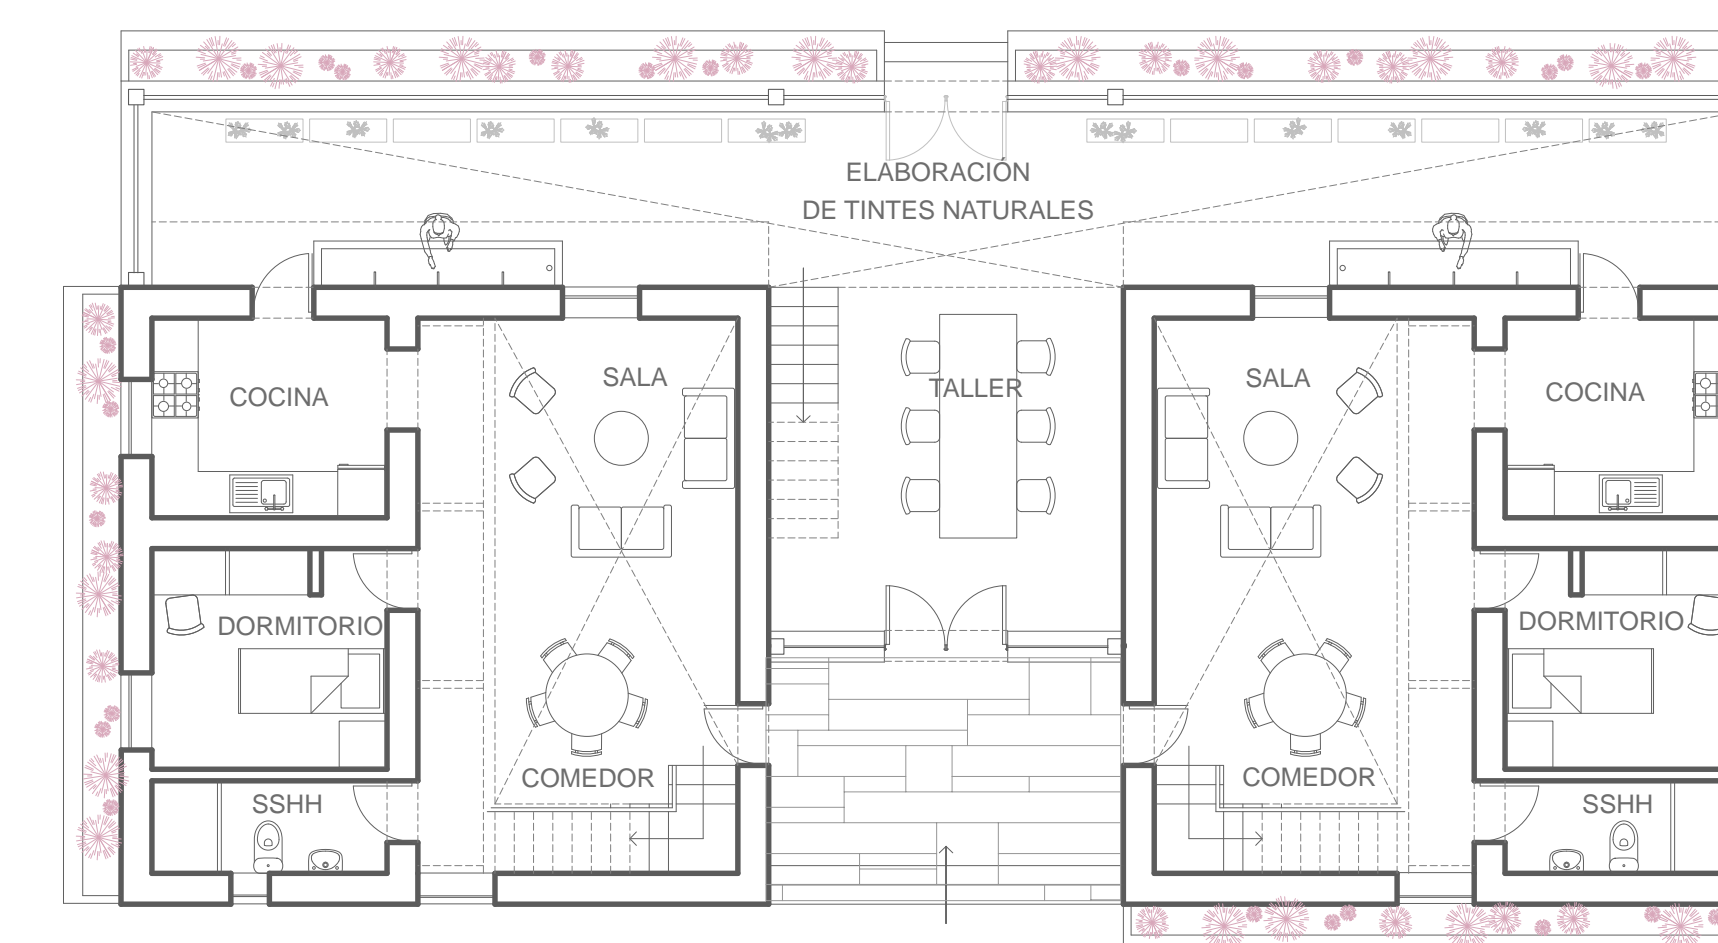 ELABORACIÓN
DE TINTES NATURALES
SALA
TALLER
SALA
COCINA
COCINA
DORMITORIO
DORMITORIO
COMEDOR
COMEDOR
SSHH
SSHH